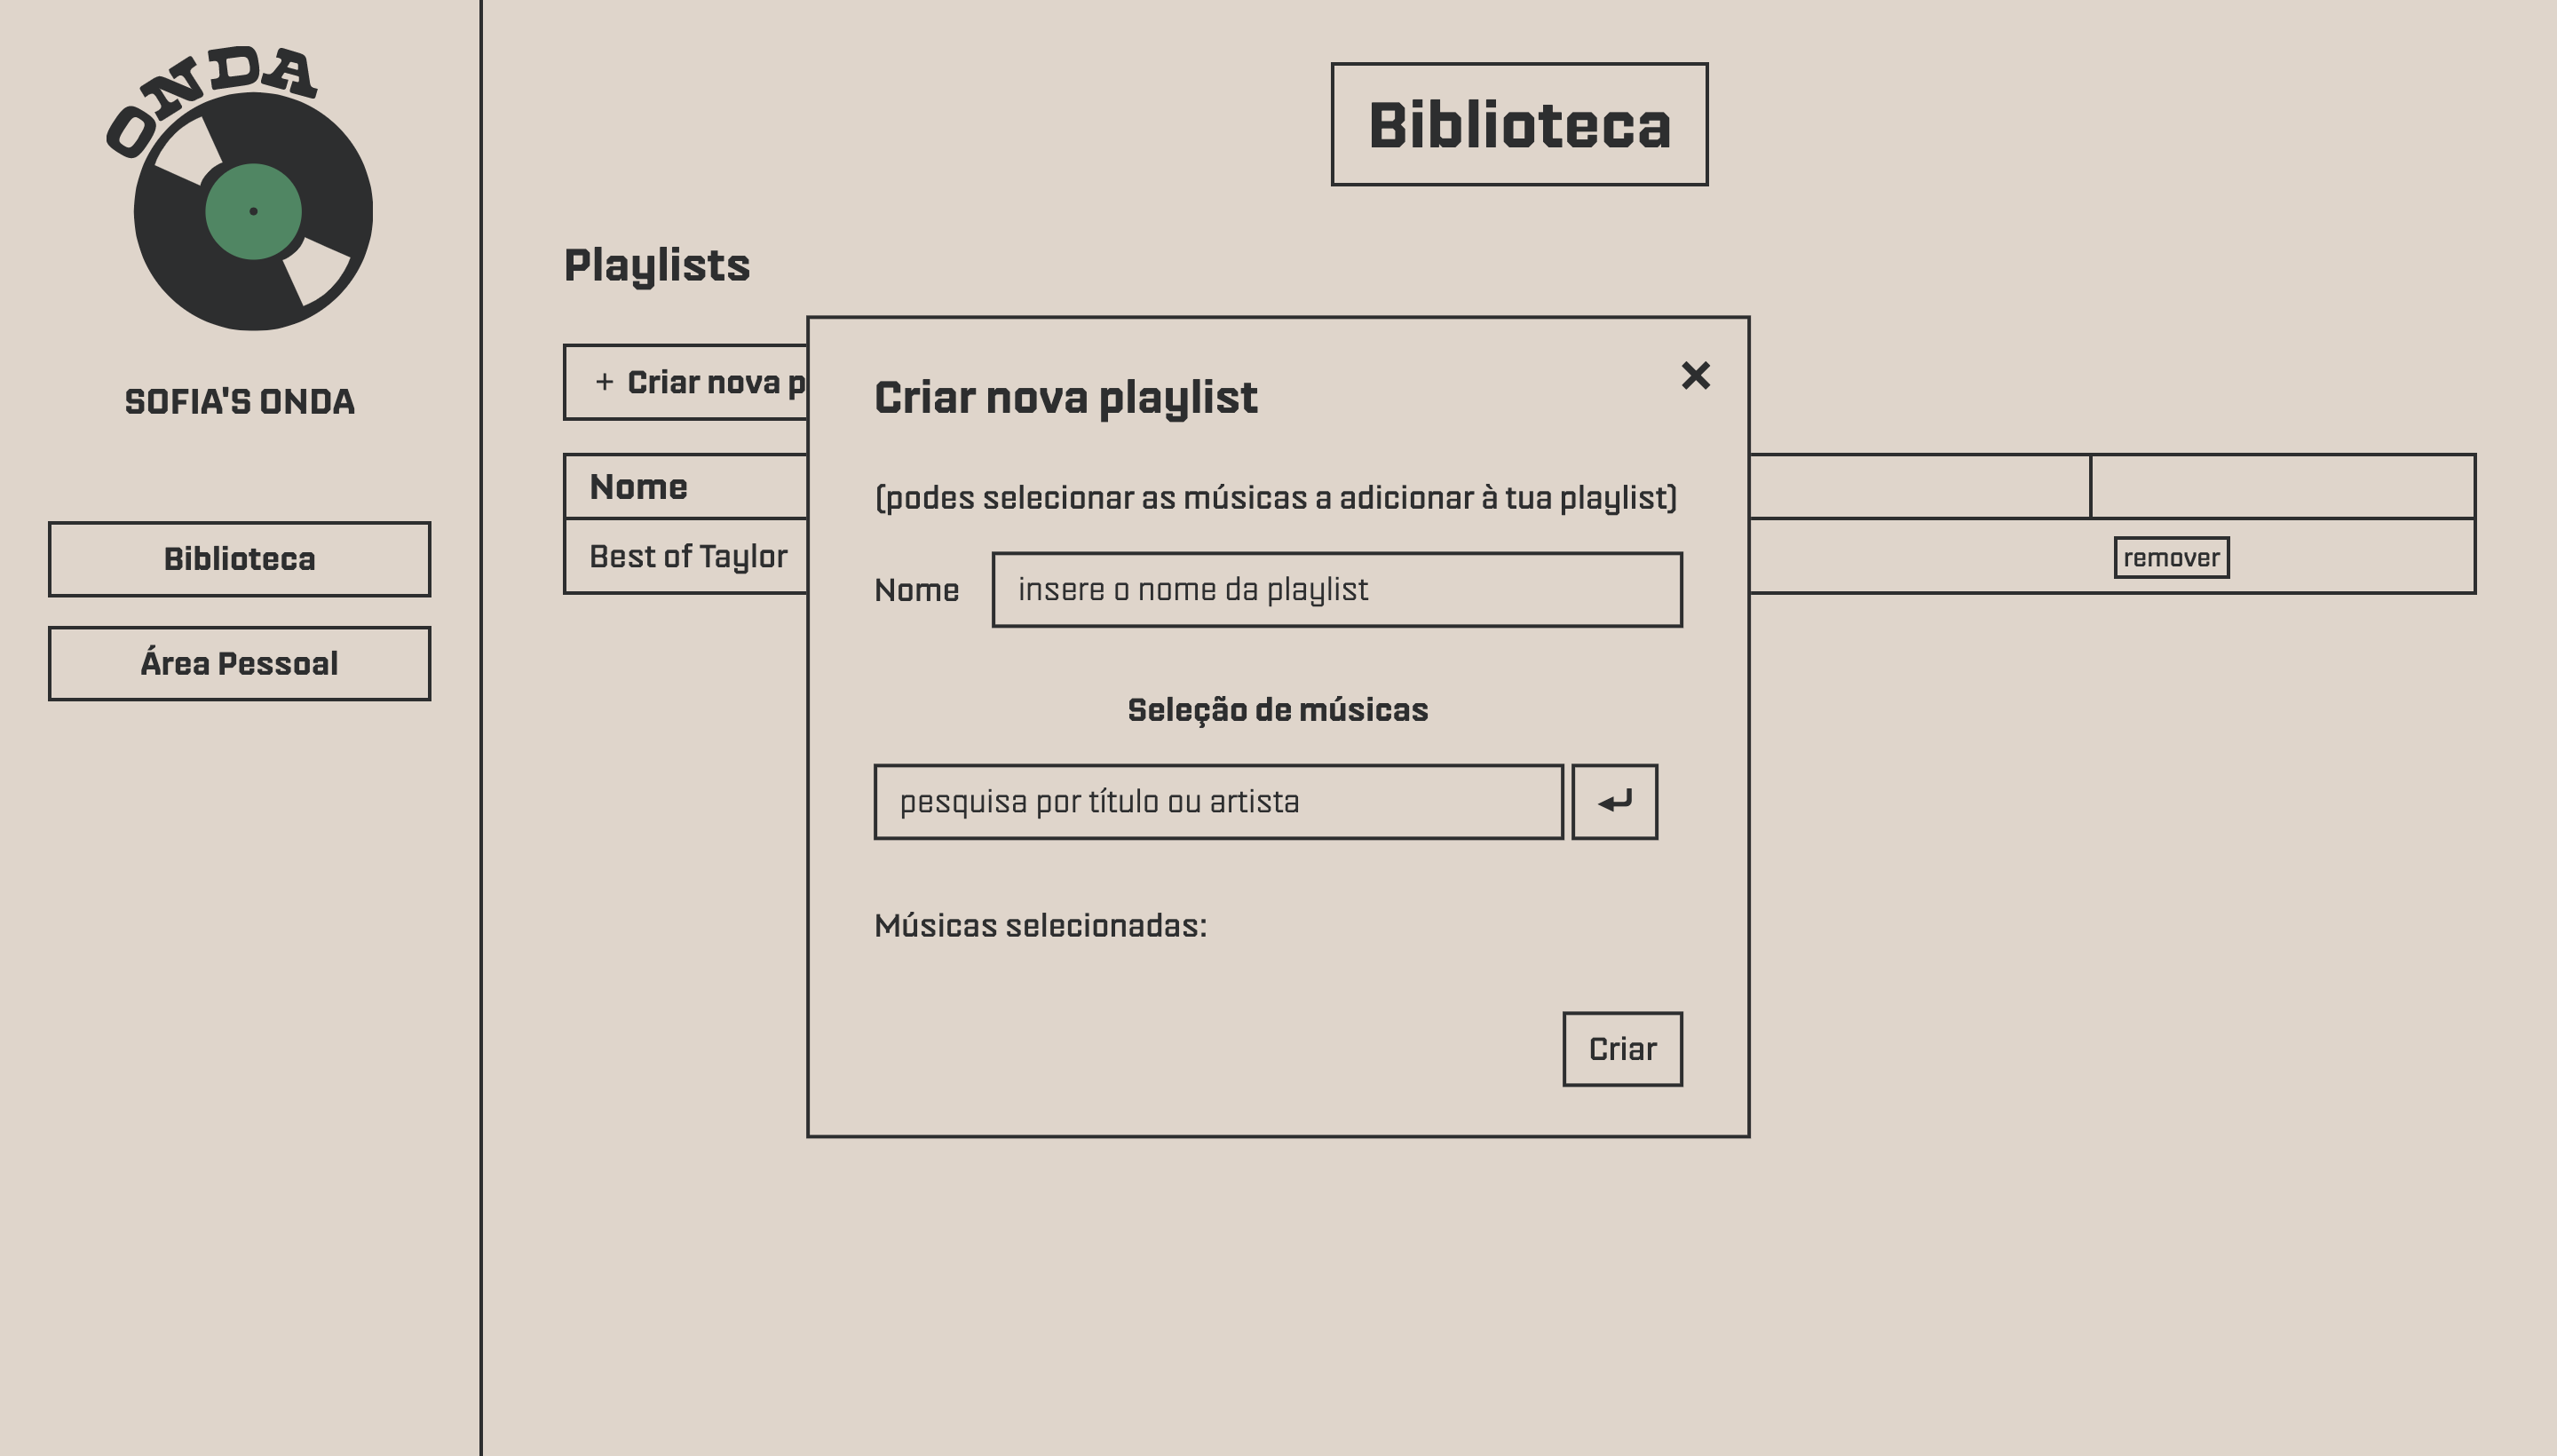 ONDA
SOFIA'S ONDA
Biblioteca
Área Pessoal
Biblioteca
Playlists
+ Criar nova p
Nome
Best of Taylor
remover
Criar nova playlist
(podes selecionar as músicas a adicionar à tua playlist)
Nome insere o nome da playlist
Seleção de músicas
pesquisa por título ou artista
Músicas selecionadas:
Criar